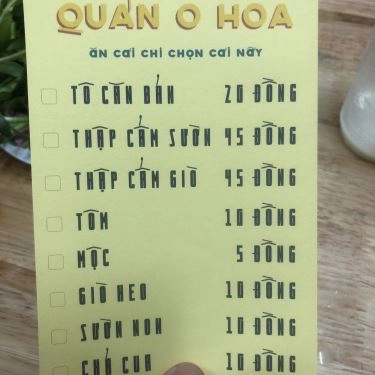 QUÁN O HOA
ĂN CÁI CHI CHỌN CÁI NÂY
TÔ CĂN BẢN 20 ĐỒNG
THẬP CẨM SƯỜN 45 ĐỒNG
THẬP CẨM GIÒ 45 ĐỒNG
TÔM 10 ĐỒNG
MỘC 5 ĐỒNG
GIÒ HEO 10 ĐỒNG
SƯỜN NON 10 ĐỒNG
CHẢ CUA 10 ĐỒNG